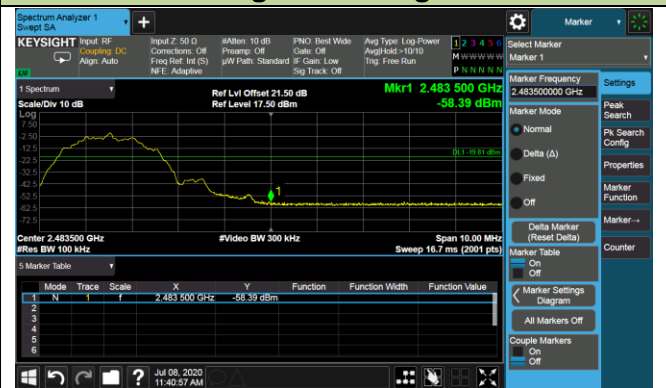 Spectrum Analyzer 1
Swept SA
+
Marker
KEYSIGHT
Input: RF
Coupling: DC
Align: Auto
Input Z: 50 Ω
Corrections: Off
Freq Ref: Int (S)
NFE: Adaptive
#Atten: 10 dB
Preamp: Off
µW Path: Standard
PNO: Best Wide
Gate: Off
IF Gain: Low
Sig Track: Off
Avg Type: Log-Power
Avg|Hold:>10/10
Trig: Free Run
1 2 3 4 5 6
M W W W W W
P N N N N N
Select Marker
Marker 1
1 Spectrum
Scale/Div 10 dB
Ref Lvl Offset 21.50 dB
Ref Level 17.50 dBm
Mkr1 2.483 500 GHz
-58.39 dBm
Log
7.50
-2.50
-12.5
-22.5
-32.5
-42.5
-52.5
-62.5
-72.5
1
Center 2.483500 GHz
#Res BW 100 kHz
#Video BW 300 kHz
Span 10.00 MHz
Sweep 16.7 ms (2001 pts)
5 Marker Table
Mode Trace Scale X Y Function Function Width Function Value
1 N 1 f 2.483 500 GHz -58.39 dBm
2
3
4
5
6
Marker Frequency
2.483500000 GHz
Marker Mode
Normal
Delta (Δ)
Fixed
Off
Delta Marker
(Reset Delta)
Marker Table
On
Off
Marker Settings
Diagram
All Markers Off
Couple Markers
On
Off
Settings
Peak
Search
Pk Search
Config
Properties
Marker
Function
Marker→
Counter
?
Jul 08, 2020
11:40:57 AM